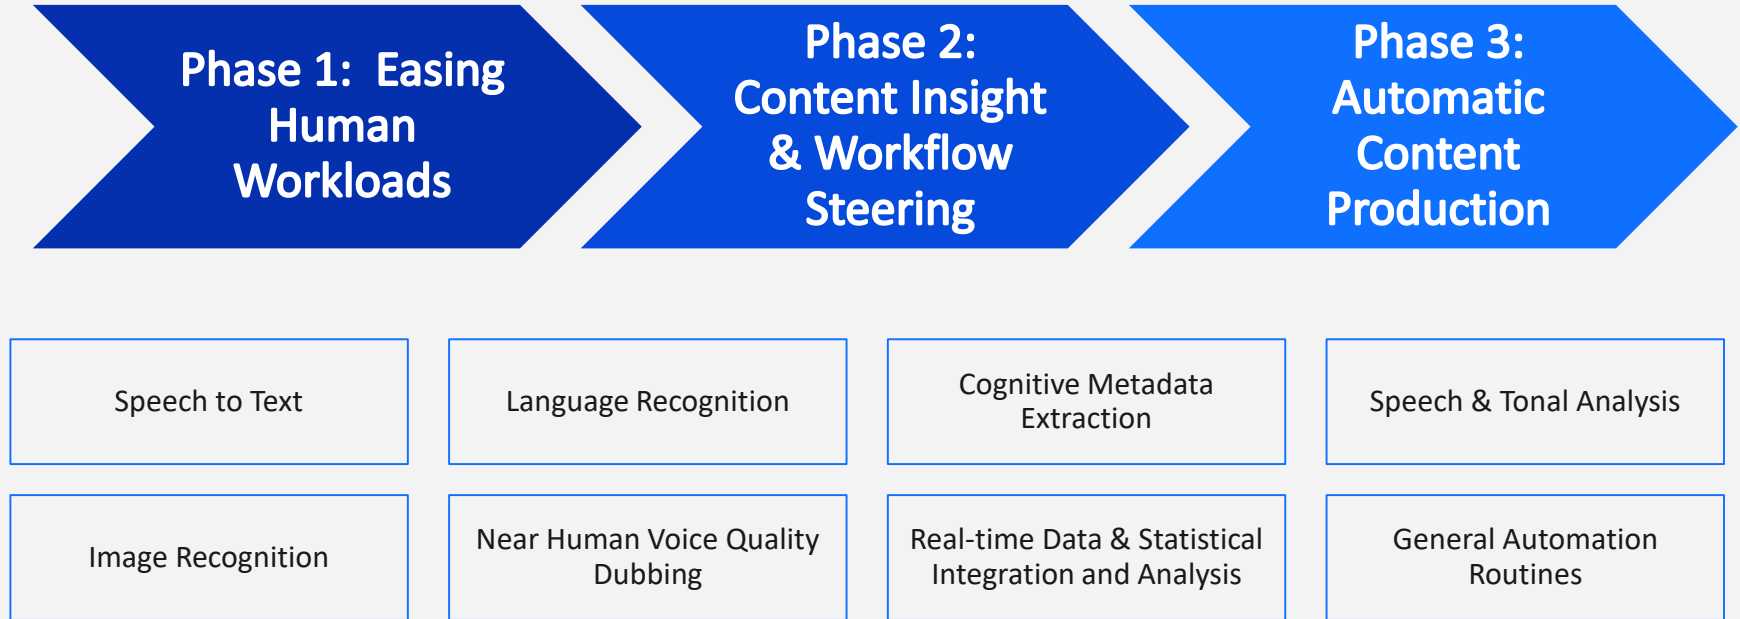 Phase 1:  Easing
Human
Workloads
Phase 2:
Content Insight
& Workflow
Steering
Phase 3:
Automatic
Content
Production
Speech to Text
Language Recognition
Cognitive Metadata
Extraction
Speech & Tonal Analysis
Image Recognition
Near Human Voice Quality
Dubbing
Real-time Data & Statistical
Integration and Analysis
General Automation
Routines